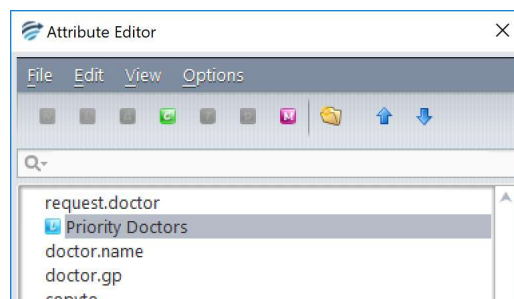 Attribute Editor
File Edit View Options
request.doctor
Priority Doctors
doctor.name
doctor.gp